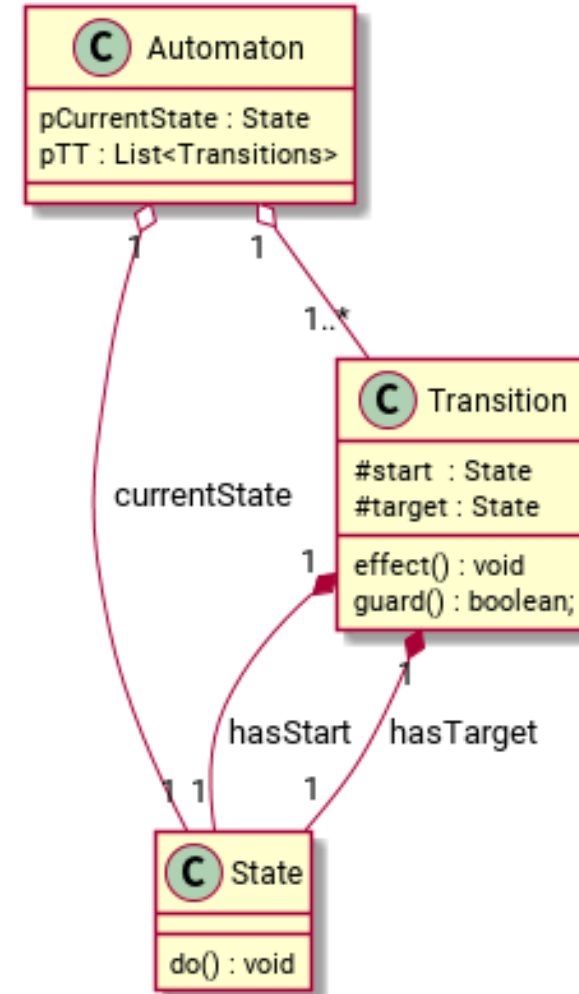 C Automaton
pCurrentState : State
pTT : List<Transitions>
1 1
1..*
C Transition
#start : State
#target : State
currentState
effect() : void
1
guard() : boolean;
1
hasStart hasTarget
1 1 1
C State
do() : void